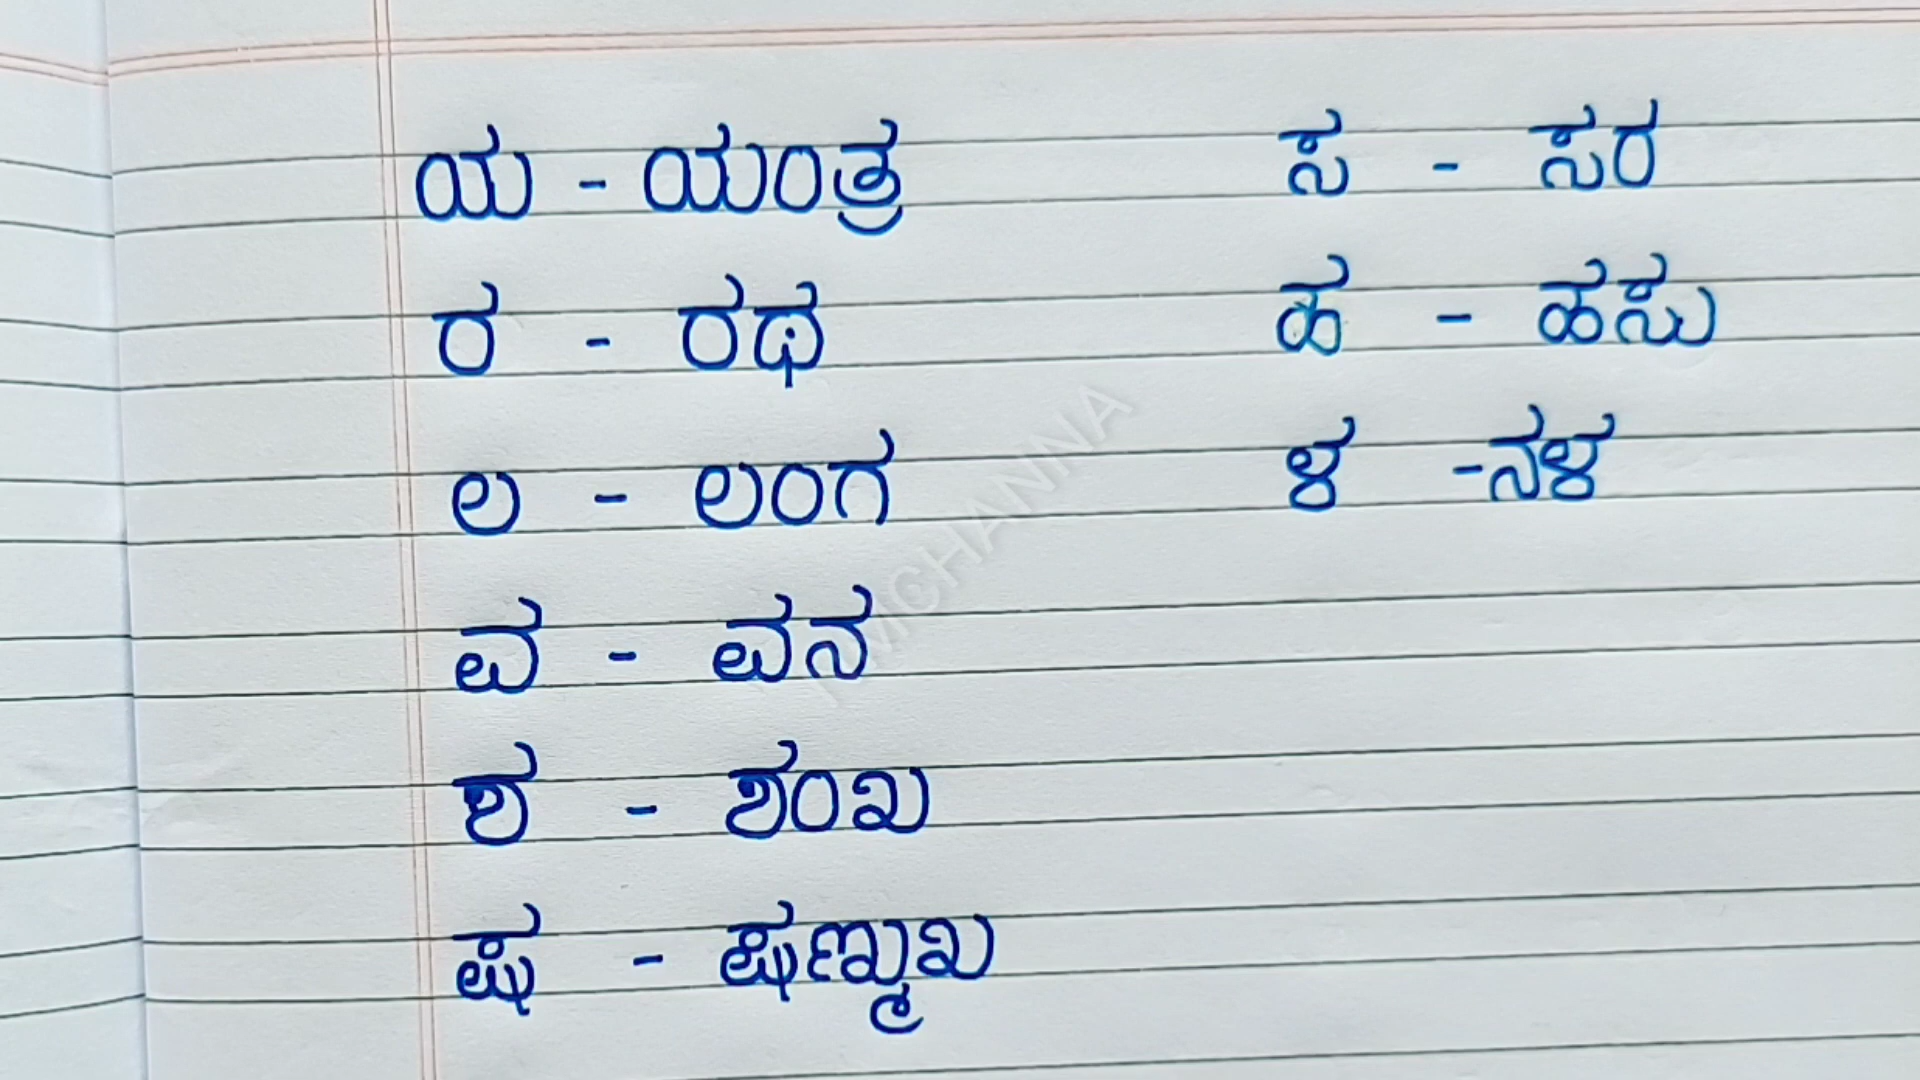 ಯ - ಯಂತ್ರ
ರ - ರಥ
ಲ - ಲಂಗ
ವ - ವನ
ಶ - ಶಂಖ
ಷ - ಷಣ್ಮುಖ
ಸ - ಸರ
ಹ - ಹಸು
ಳ - ನಳ